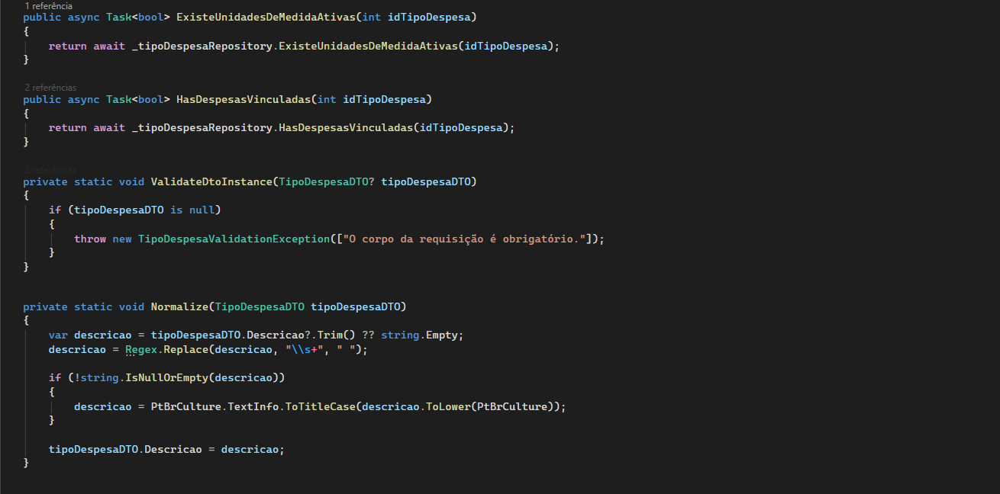 1 referência
public async Task<bool> ExisteUnidadesDeMedidaAtivas(int idTipoDespesa)
{
    return await _tipoDespesaRepository.ExisteUnidadesDeMedidaAtivas(idTipoDespesa);
}
2 referências
public async Task<bool> HasDespesasVinculadas(int idTipoDespesa)
{
    return await _tipoDespesaRepository.HasDespesasVinculadas(idTipoDespesa);
}
2 referências
private static void ValidateDtoInstance(TipoDespesaDTO? tipoDespesaDTO)
{
    if (tipoDespesaDTO is null)
    {
        throw new TipoDespesaValidationException(["O corpo da requisição é obrigatório."]);
    }
}
private static void Normalize(TipoDespesaDTO tipoDespesaDTO)
{
    var descricao = tipoDespesaDTO.Descricao?.Trim() ?? string.Empty;
    descricao = Regex.Replace(descricao, "\\s+", " ");
    if (!string.IsNullOrEmpty(descricao))
    {
        descricao = PtBrCulture.TextInfo.ToTitleCase(descricao.ToLower(PtBrCulture));
    }
    tipoDespesaDTO.Descricao = descricao;
}